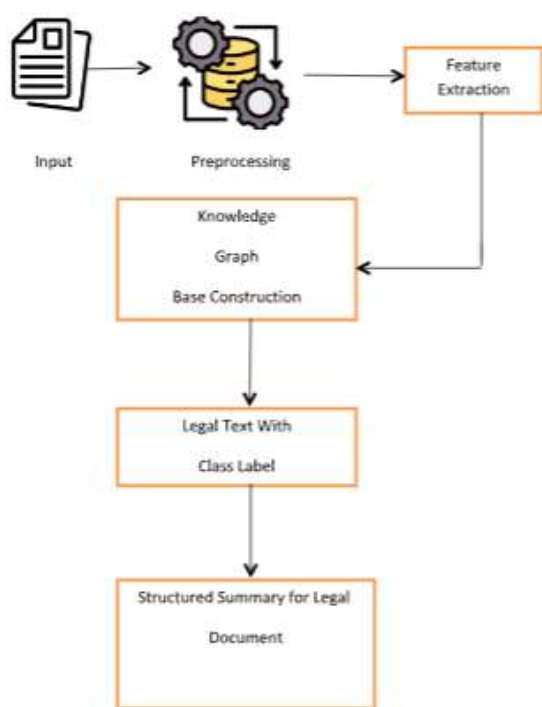 Feature
Extraction
Input
Preprocessing
Knowledge
Graph
Base Construction
Legal Text With
Class Label
Structured Summary for Legal
Document